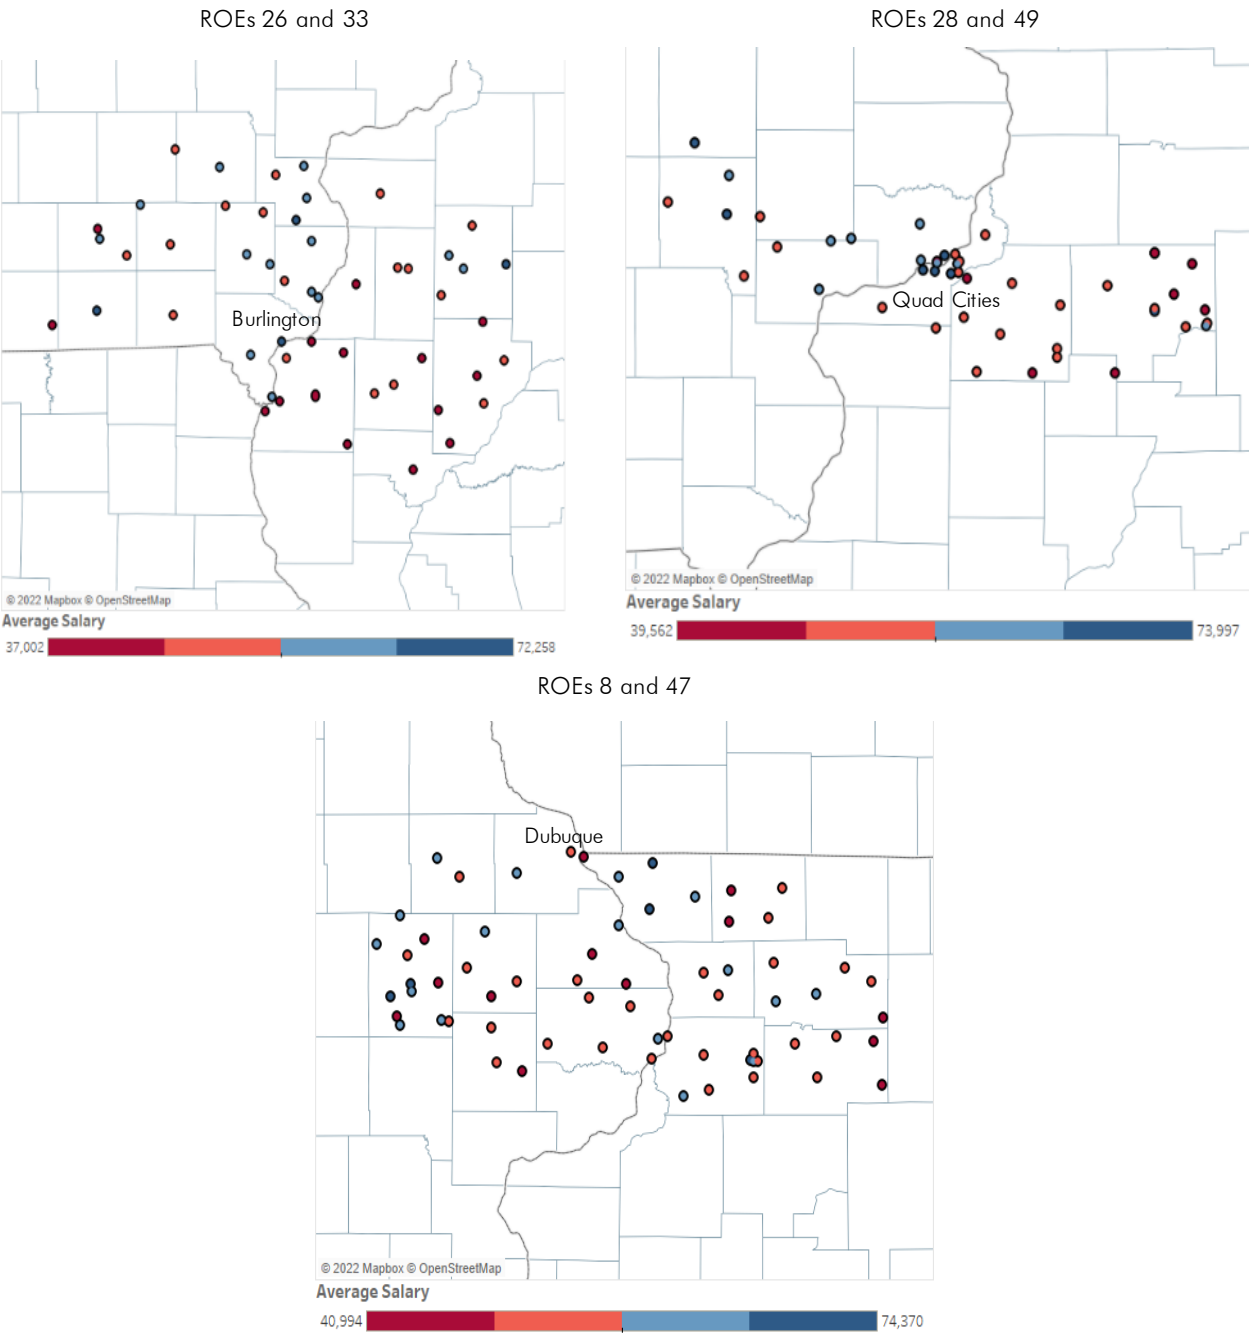 ROEs 26 and 33
ROEs 28 and 49
Burlington
Quad Cities
© 2022 Mapbox © OpenStreetMap
Average Salary
37,002
72,258
© 2022 Mapbox © OpenStreetMap
Average Salary
39,562
73,997
ROEs 8 and 47
Dubuque
© 2022 Mapbox © OpenStreetMap
Average Salary
40,994
74,370